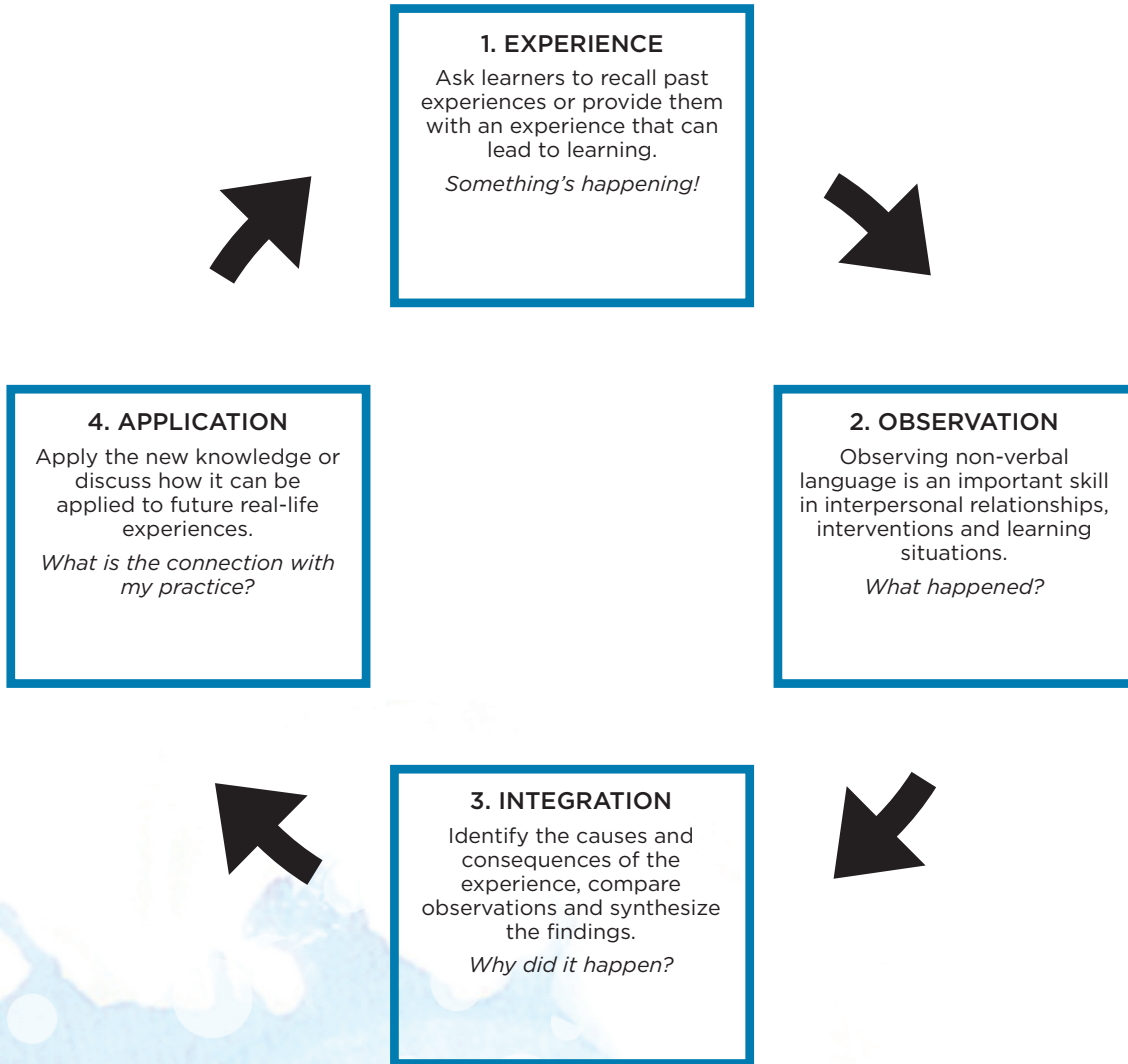 1. EXPERIENCE
Ask learners to recall past
experiences or provide them
with an experience that can
lead to learning.
Something's happening!
2. OBSERVATION
Observing non-verbal
language is an important skill
in interpersonal relationships,
interventions and learning
situations.
What happened?
3. INTEGRATION
Identify the causes and
consequences of the
experience, compare
observations and synthesize
the findings.
Why did it happen?
4. APPLICATION
Apply the new knowledge or
discuss how it can be
applied to future real-life
experiences.
What is the connection with
my practice?